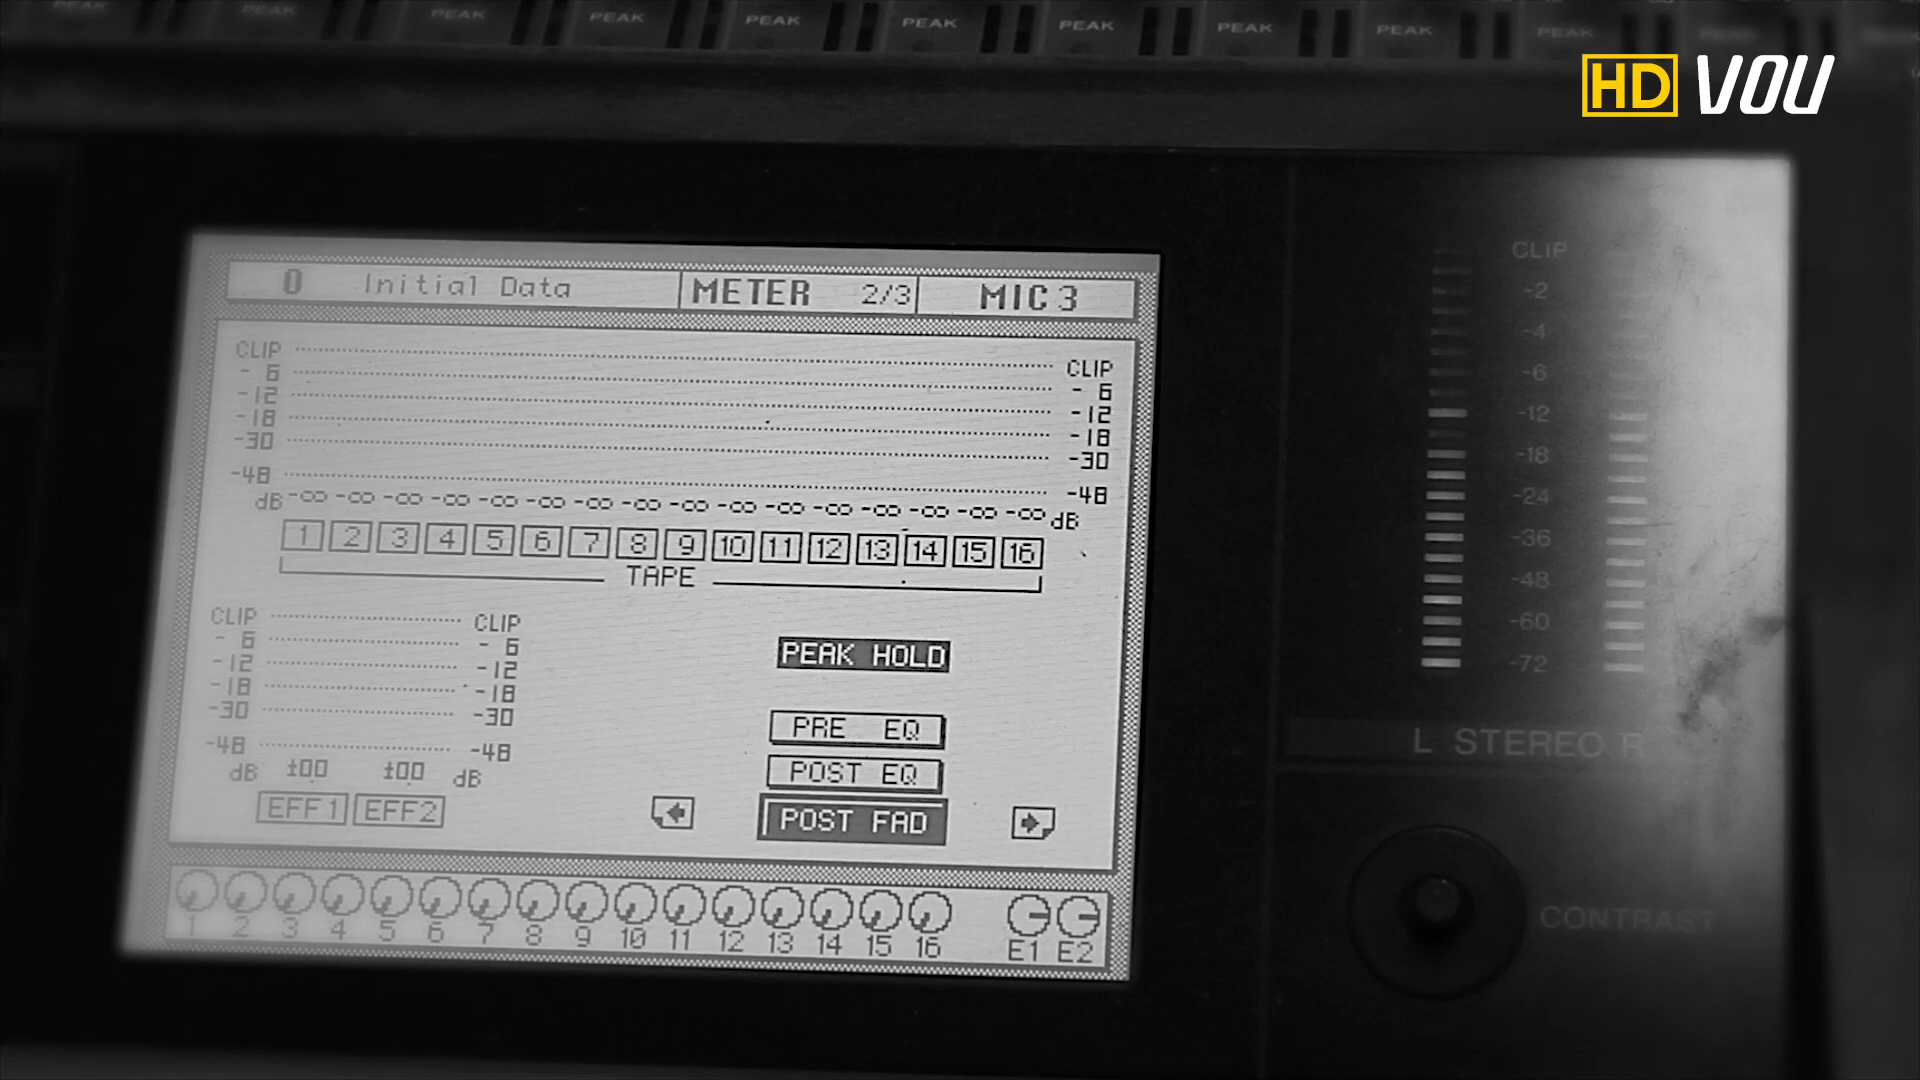 PEAK PEAK PEAK PEAK PEAK PEAK PEAK PEAK PEAK PEAK PEAK
HD VOU
0 Initial Data METER 2/3 MIC 3
CLIP CLIP
- 6 - 6
-12 -12
-18 -18
-30 -30
-48 -48
dB -∞ -∞ -∞ -∞ -∞ -∞ -∞ -∞ -∞ -∞ -∞ -∞ -∞ -∞ -∞ -∞ dB
1 2 3 4 5 6 7 8 9 10 11 12 13 14 15 16
TAPE
CLIP CLIP
- 6 - 6
-12 -12
-18 -18
-30 -30
-48 -48
dB ±00 ±00 dB
EFF1 EFF2
PEAK HOLD
PRE EQ
POST EQ
POST FAD
1 2 3 4 5 6 7 8 9 10 11 12 13 14 15 16 E1 E2
CLIP
-2
-4
-6
-12
-18
-24
-36
-48
-60
-72
L STEREO R
CONTRAST